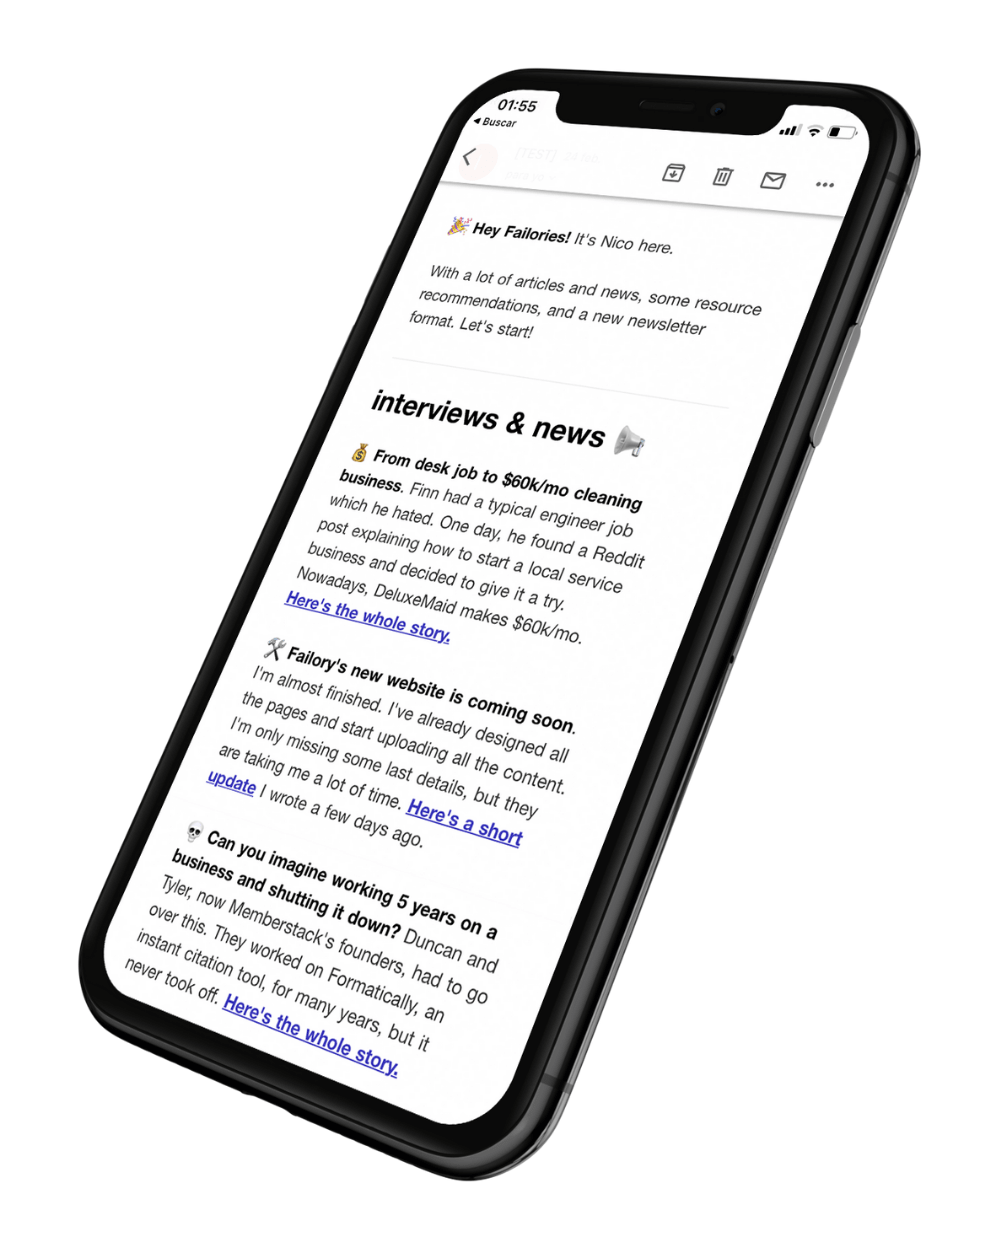 01:55
◀ Buscar
🎉 Hey Failories! It's Nico here.
With a lot of articles and news, some resource
recommendations, and a new newsletter
format. Let's start!
interviews & news 📢
💰 From desk job to $60k/mo cleaning
business. Finn had a typical engineer job
which he hated. One day, he found a Reddit
post explaining how to start a local service
business and decided to give it a try.
Nowadays, DeluxeMaid makes $60k/mo.
Here's the whole story.
🛠 Failory's new website is coming soon.
I'm almost finished. I've already designed all
the pages and start uploading all the content.
I'm only missing some last details, but they
are taking me a lot of time. Here's a short
update I wrote a few days ago.
💀 Can you imagine working 5 years on a
business and shutting it down? Duncan and
Tyler, now Memberstack's founders, had to go
over this. They worked on Formatically, an
instant citation tool, for many years, but it
never took off. Here's the whole story.